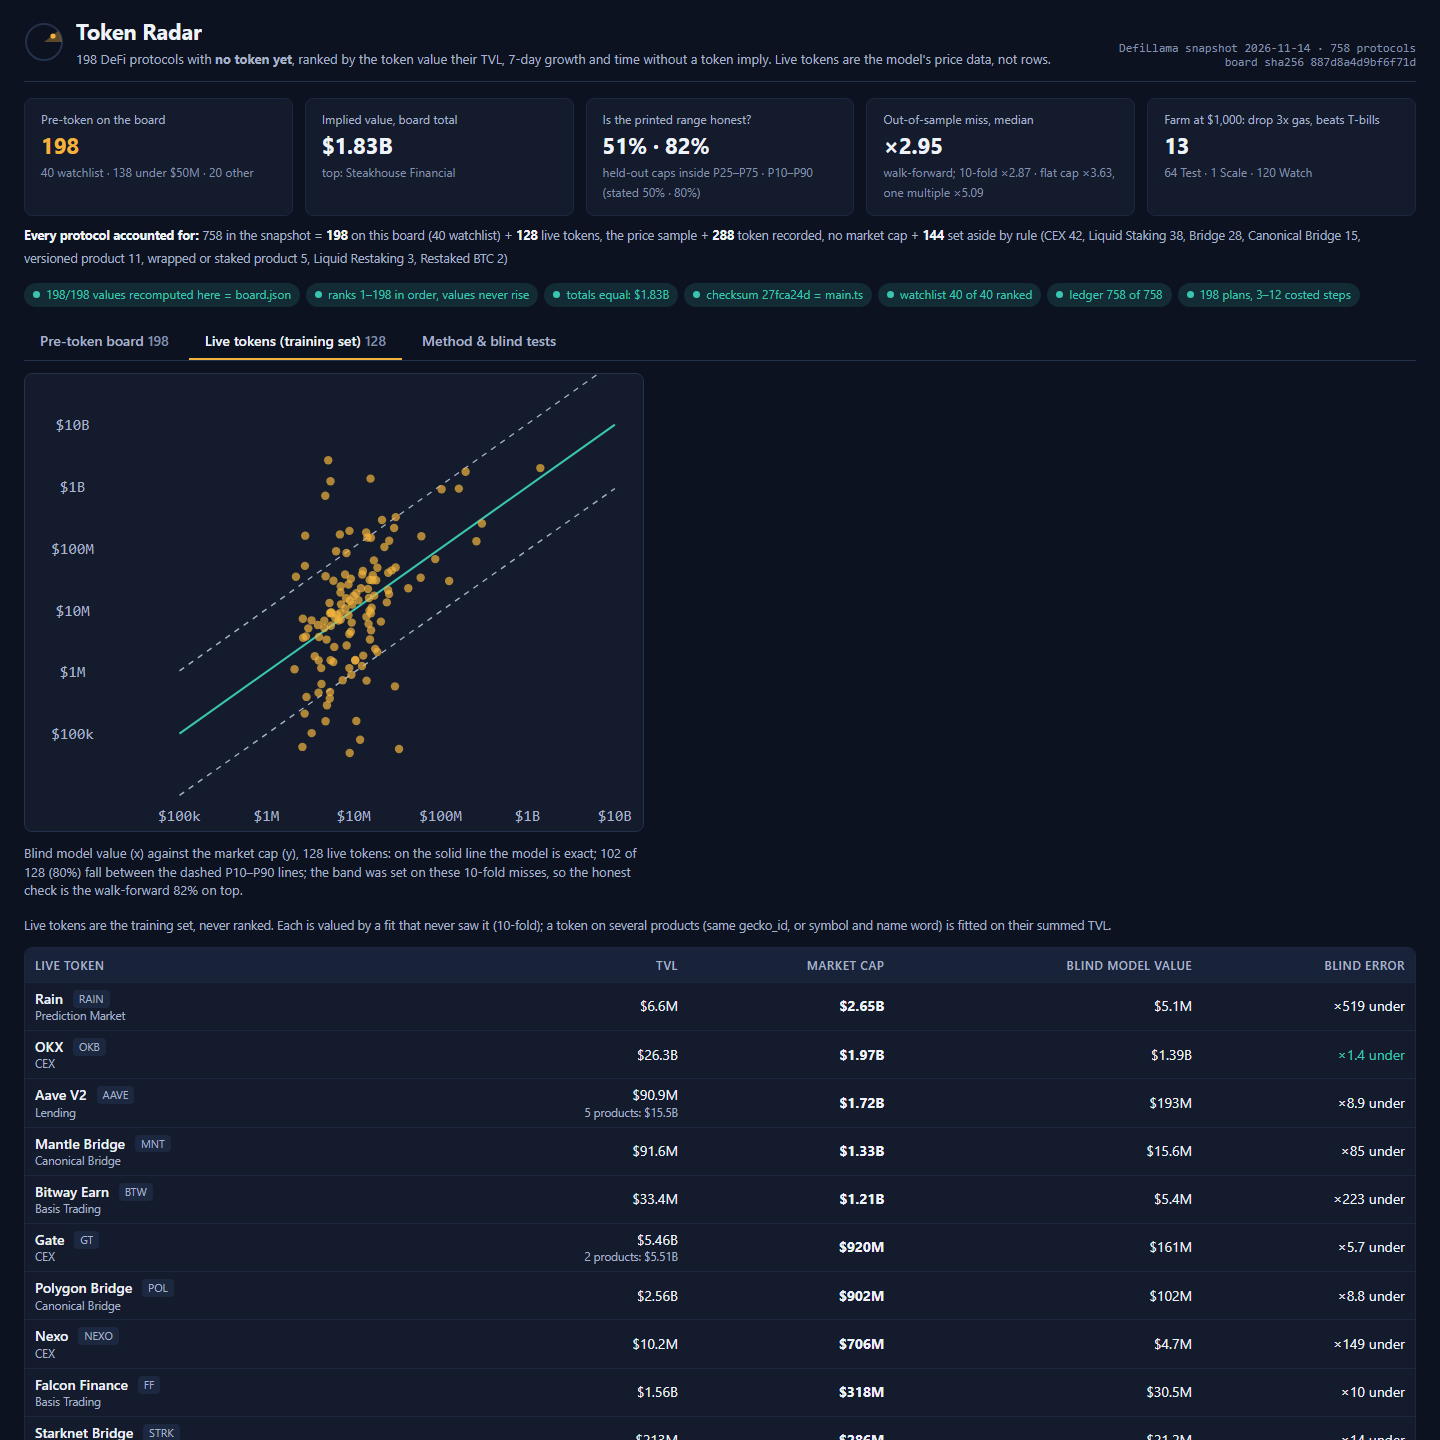 Token Radar
198 DeFi protocols with no token yet, ranked by the token value their TVL, 7-day growth and time without a token imply. Live tokens are the model's price data, not rows.
DefiLlama snapshot 2026-11-14 · 758 protocols
board sha256 887d8a4d9bf6f71d
Pre-token on the board
198
40 watchlist · 138 under $50M · 20 other
Implied value, board total
$1.83B
top: Steakhouse Financial
Is the printed range honest?
51% · 82%
held-out caps inside P25–P75 · P10–P90
(stated 50% · 80%)
Out-of-sample miss, median
×2.95
walk-forward; 10-fold ×2.87 · flat cap ×3.63,
one multiple ×5.09
Farm at $1,000: drop 3x gas, beats T-bills
13
64 Test · 1 Scale · 120 Watch
Every protocol accounted for: 758 in the snapshot = 198 on this board (40 watchlist) + 128 live tokens, the price sample + 288 token recorded, no market cap + 144 set aside by rule (CEX 42, Liquid Staking 38, Bridge 28, Canonical Bridge 15,
versioned product 11, wrapped or staked product 5, Liquid Restaking 3, Restaked BTC 2)
198/198 values recomputed here = board.json
ranks 1–198 in order, values never rise
totals equal: $1.83B
checksum 27fca24d = main.ts
watchlist 40 of 40 ranked
ledger 758 of 758
198 plans, 3–12 costed steps
Pre-token board 198
Live tokens (training set) 128
Method & blind tests
$10B
$1B
$100M
$10M
$1M
$100k
$100k $1M $10M $100M $1B $10B
Blind model value (x) against the market cap (y), 128 live tokens: on the solid line the model is exact; 102 of
128 (80%) fall between the dashed P10–P90 lines; the band was set on these 10-fold misses, so the honest
check is the walk-forward 82% on top.
Live tokens are the training set, never ranked. Each is valued by a fit that never saw it (10-fold); a token on several products (same gecko_id, or symbol and name word) is fitted on their summed TVL.
LIVE TOKEN TVL MARKET CAP BLIND MODEL VALUE BLIND ERROR
Rain RAIN
Prediction Market
$6.6M $2.65B $5.1M ×519 under
OKX OKB
CEX
$26.3B $1.97B $1.39B ×1.4 under
Aave V2 AAVE
Lending
$90.9M
5 products: $15.5B
$1.72B $193M ×8.9 under
Mantle Bridge MNT
Canonical Bridge
$91.6M $1.33B $15.6M ×85 under
Bitway Earn BTW
Basis Trading
$33.4M $1.21B $5.4M ×223 under
Gate GT
CEX
$5.46B
2 products: $5.51B
$920M $161M ×5.7 under
Polygon Bridge POL
Canonical Bridge
$2.56B $902M $102M ×8.8 under
Nexo NEXO
CEX
$10.2M $706M $4.7M ×149 under
Falcon Finance FF
Basis Trading
$1.56B $318M $30.5M ×10 under
Starknet Bridge STRK